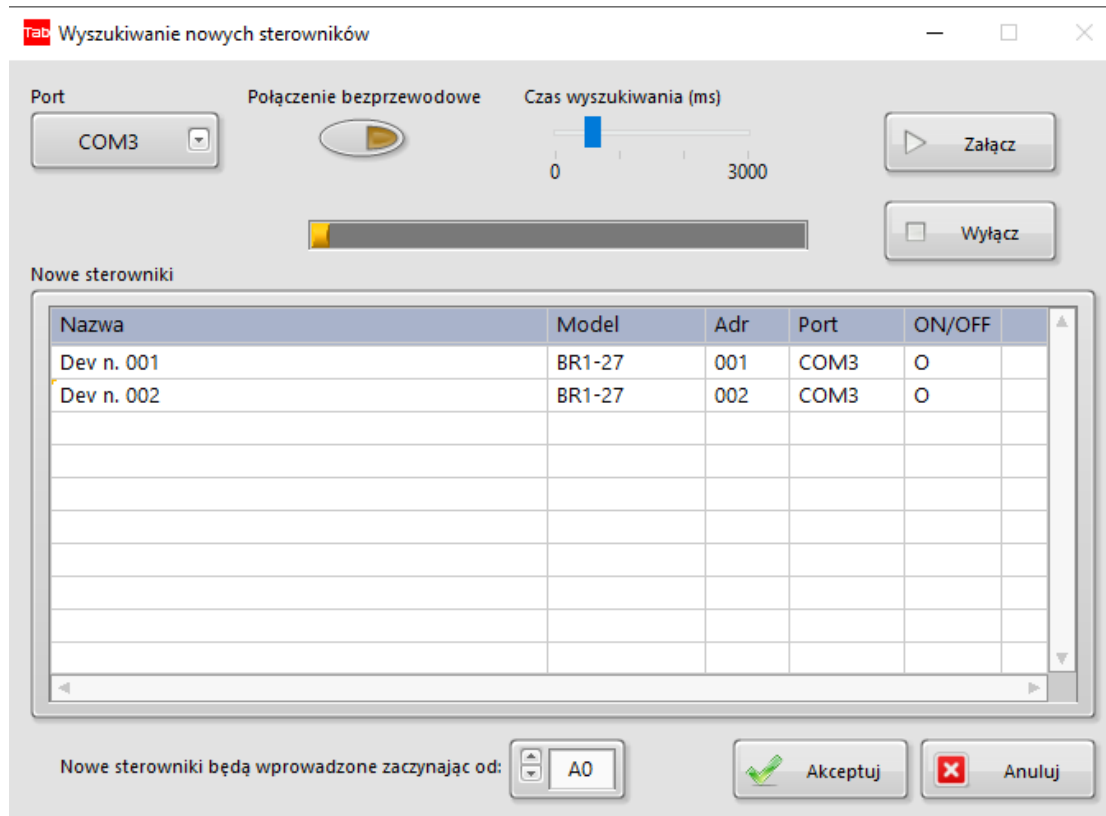 Tab Wyszukiwanie nowych sterowników
Port Połączenie bezprzewodowe Czas wyszukiwania (ms)
COM3 Załącz
0 3000
Wyłącz
Nowe sterowniki
Nazwa Model Adr Port ON/OFF
Dev n. 001 BR1-27 001 COM3 O
Dev n. 002 BR1-27 002 COM3 O
Nowe sterowniki będą wprowadzone zaczynając od: A0 Akceptuj Anuluj